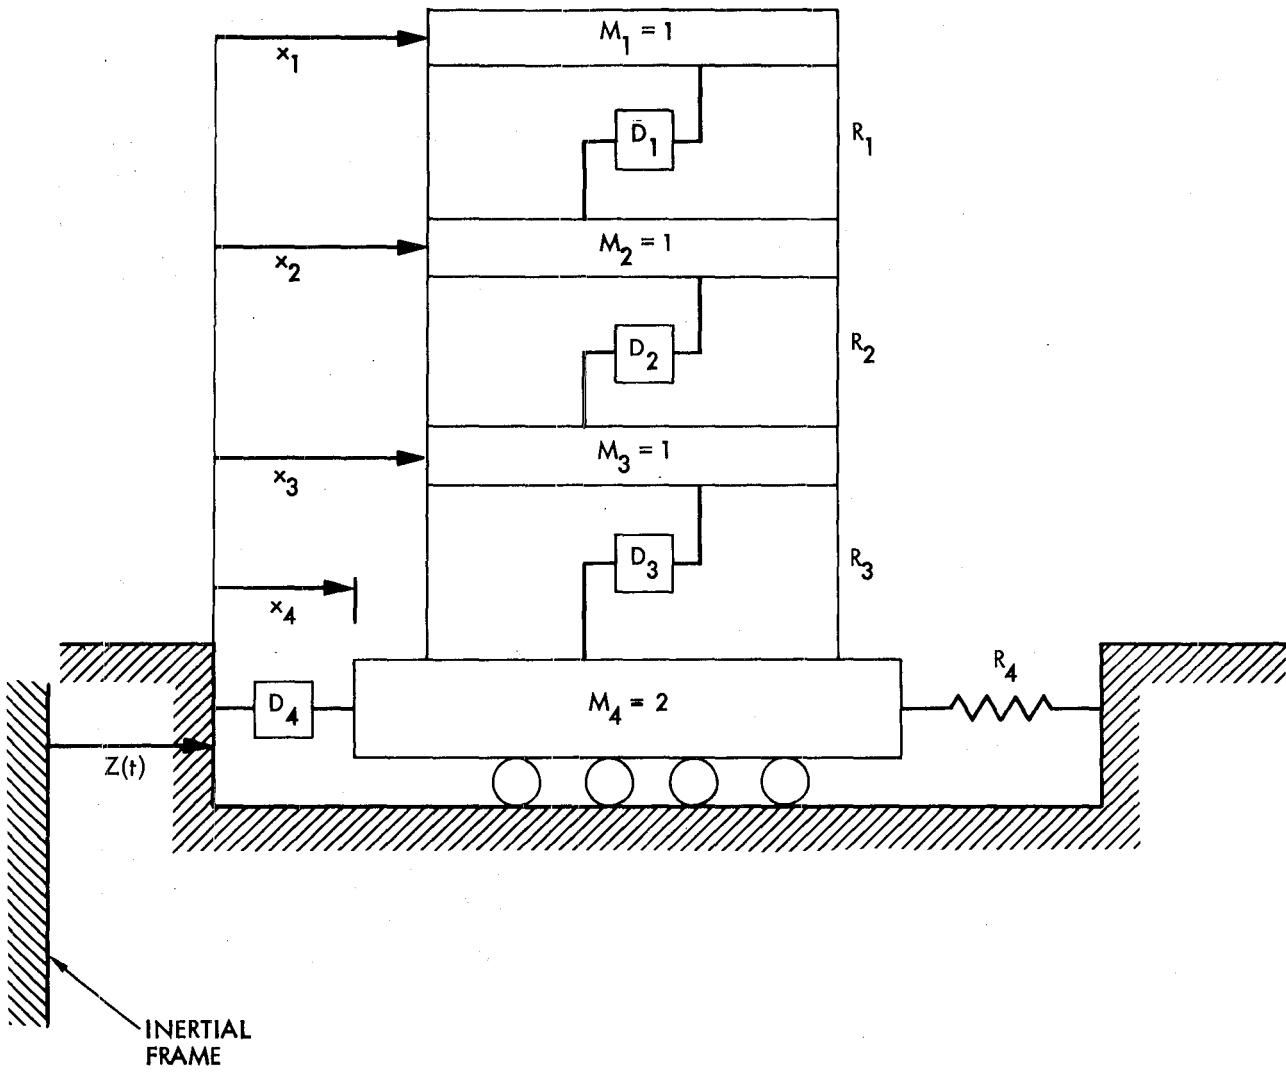 M₁ = 1
x₁
D₁
R₁
M₂ = 1
x₂
D₂
R₂
M₃ = 1
x₃
D₃
R₃
x₄
R₄
D₄
M₄ = 2
Z(t)
INERTIAL
FRAME